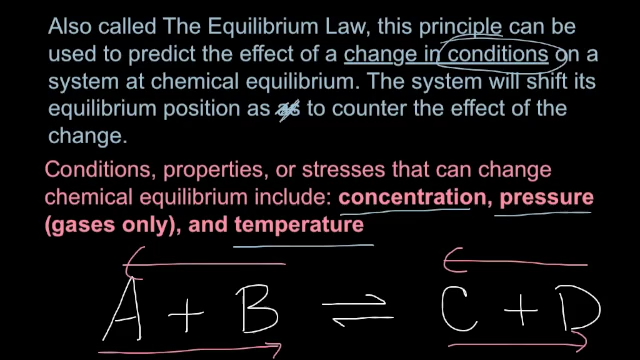 Also called The Equilibrium Law, this principle can be
used to predict the effect of a change in conditions on a
system at chemical equilibrium. The system will shift its
equilibrium position as as to counter the effect of the
change.
Conditions, properties, or stresses that can change
chemical equilibrium include: concentration, pressure
(gases only), and temperature
A + B ⇌ C + D